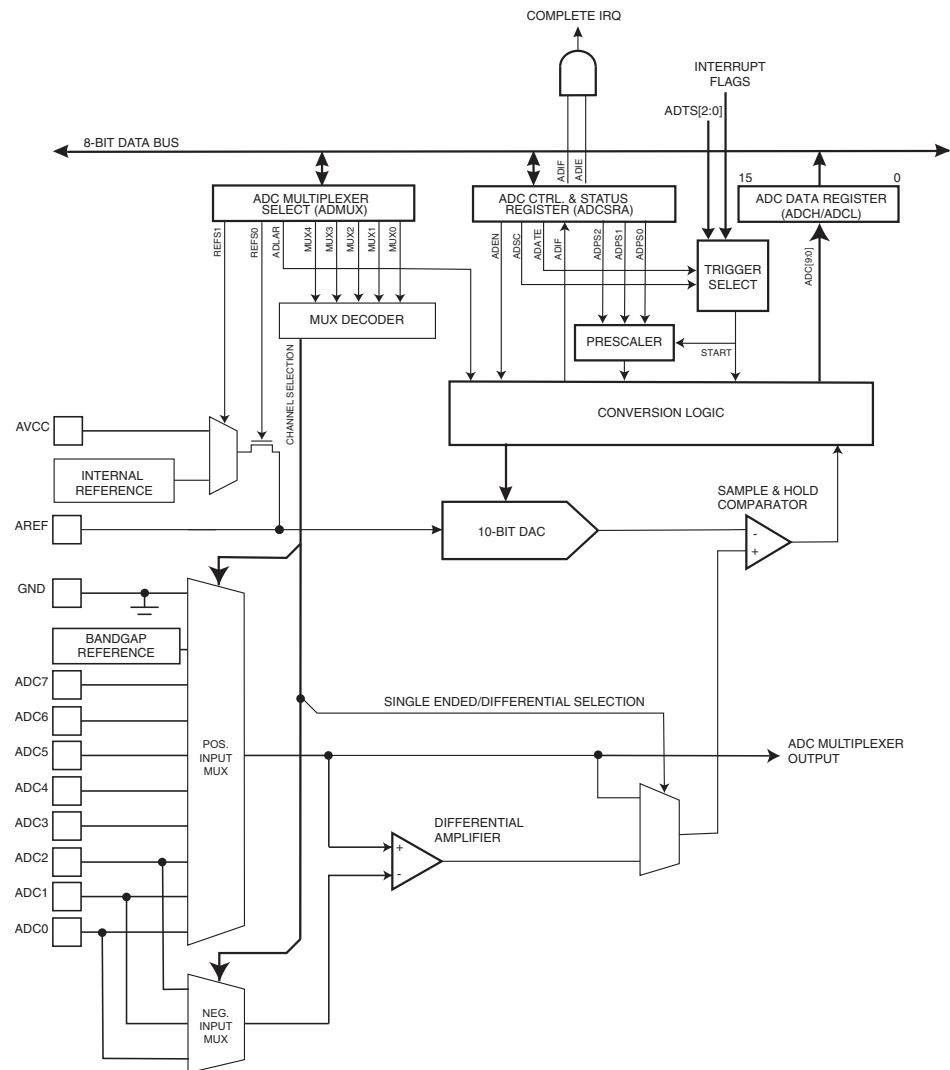 COMPLETE IRQ
INTERRUPT
FLAGS
ADTS[2:0]
8-BIT DATA BUS
ADIF
ADIE
15
0
ADC MULTIPLEXER
SELECT (ADMUX)
ADC CTRL. & STATUS
REGISTER (ADCSRA)
ADC DATA REGISTER
(ADCH/ADCL)
REFS1
REFS0
ADLAR
MUX4
MUX3
MUX2
MUX1
MUX0
ADEN
ADSC
ADATE
ADIF
ADPS2
ADPS1
ADPS0
TRIGGER
SELECT
ADC[9:0]
MUX DECODER
PRESCALER
START
CHANNEL SELECTION
CONVERSION LOGIC
AVCC
INTERNAL
REFERENCE
SAMPLE & HOLD
COMPARATOR
AREF
10-BIT DAC
-
+
GND
BANDGAP
REFERENCE
ADC7
SINGLE ENDED/DIFFERENTIAL SELECTION
ADC6
ADC5
POS.
INPUT
MUX
ADC MULTIPLEXER
OUTPUT
ADC4
ADC3
DIFFERENTIAL
AMPLIFIER
+
-
ADC2
ADC1
ADC0
NEG.
INPUT
MUX